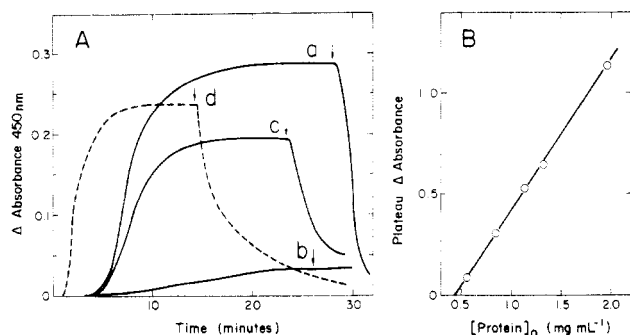 A
B
0.3
0.2
0.1
0
Δ Absorbance 450 nm
a
d
c
b
10
20
30
Time (minutes)
1.0
0.5
0
Plateau Δ Absorbance
0
0.5
1.0
1.5
2.0
[Protein]₀ (mg mL⁻¹)